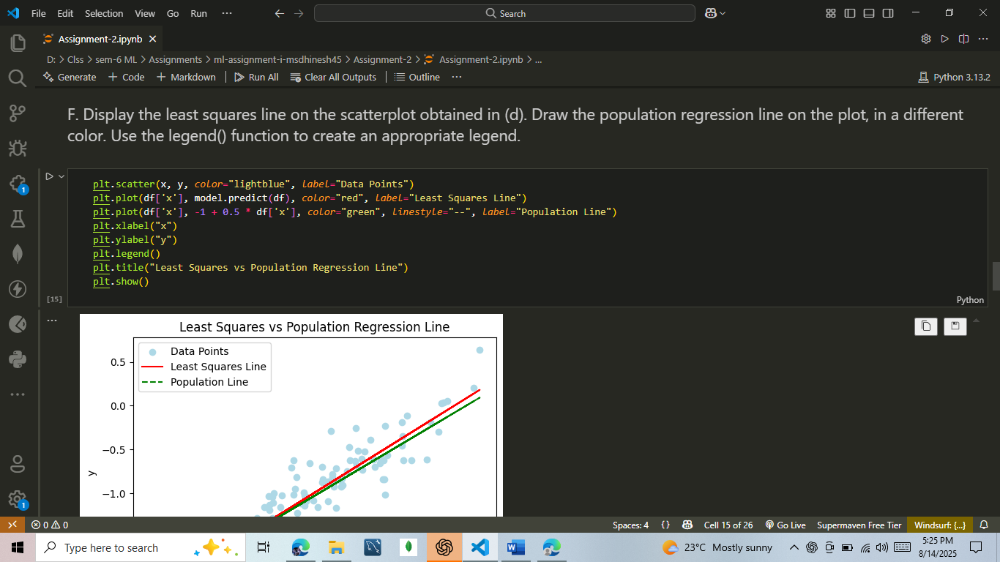 File Edit Selection View Go Run ··· Search
Assignment-2.ipynb
D: > Clss > sem-6 ML > Assignments > ml-assignment-i-msdhinesh45 > Assignment-2 > Assignment-2.ipynb > ...
Generate + Code + Markdown Run All Clear All Outputs Outline ··· Python 3.13.2
F. Display the least squares line on the scatterplot obtained in (d). Draw the population regression line on the plot, in a different
color. Use the legend() function to create an appropriate legend.
plt.scatter(x, y, color="lightblue", label="Data Points")
plt.plot(df['x'], model.predict(df), color="red", label="Least Squares Line")
plt.plot(df['x'], -1 + 0.5 * df['x'], color="green", linestyle="--", label="Population Line")
plt.xlabel("x")
plt.ylabel("y")
plt.legend()
plt.title("Least Squares vs Population Regression Line")
plt.show()
[15]
Python
...
Least Squares vs Population Regression Line
Data Points
Least Squares Line
Population Line
0.5
0.0
−0.5
−1.0
y
1
1
0 0
Spaces: 4 {} Cell 15 of 26 Go Live Supermaven Free Tier Windsurf: {...}
Type here to search
23°C Mostly sunny
5:25 PM
8/14/2025